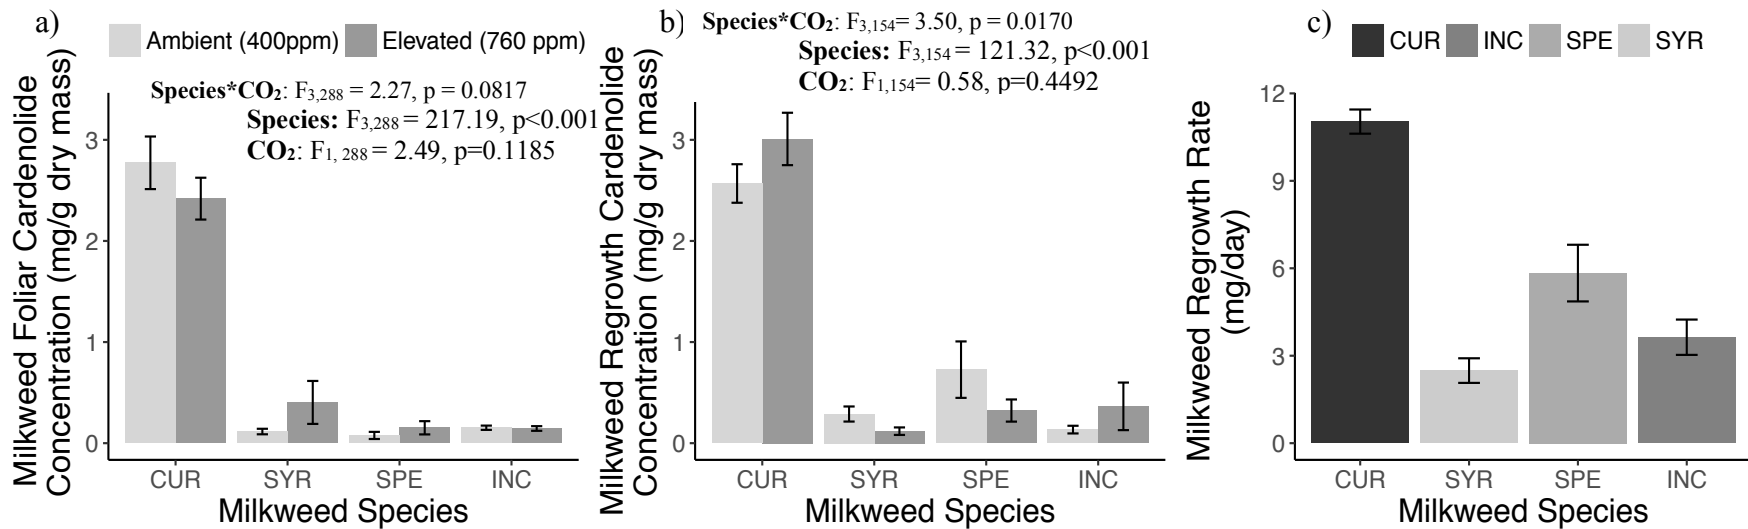 a)
Ambient (400ppm) Elevated (760 ppm)
Species*CO₂: F₃,₂₈₈ = 2.27, p = 0.0817
Species: F₃,₂₈₈ = 217.19, p<0.001
CO₂: F₁, ₂₈₈ = 2.49, p=0.1185
Milkweed Foliar Cardenolide
Concentration (mg/g dry mass)
3
2
1
0
CUR SYR SPE INC
Milkweed Species
b)
Species*CO₂: F₃,₁₅₄= 3.50, p = 0.0170
Species: F₃,₁₅₄ = 121.32, p<0.001
CO₂: F₁,₁₅₄= 0.58, p=0.4492
Milkweed Regrowth Cardenolide
Concentration (mg/g dry mass)
3
2
1
0
CUR SYR SPE INC
Milkweed Species
c)
CUR INC SPE SYR
Milkweed Regrowth Rate
(mg/day)
12
9
6
3
0
CUR SYR SPE INC
Milkweed Species